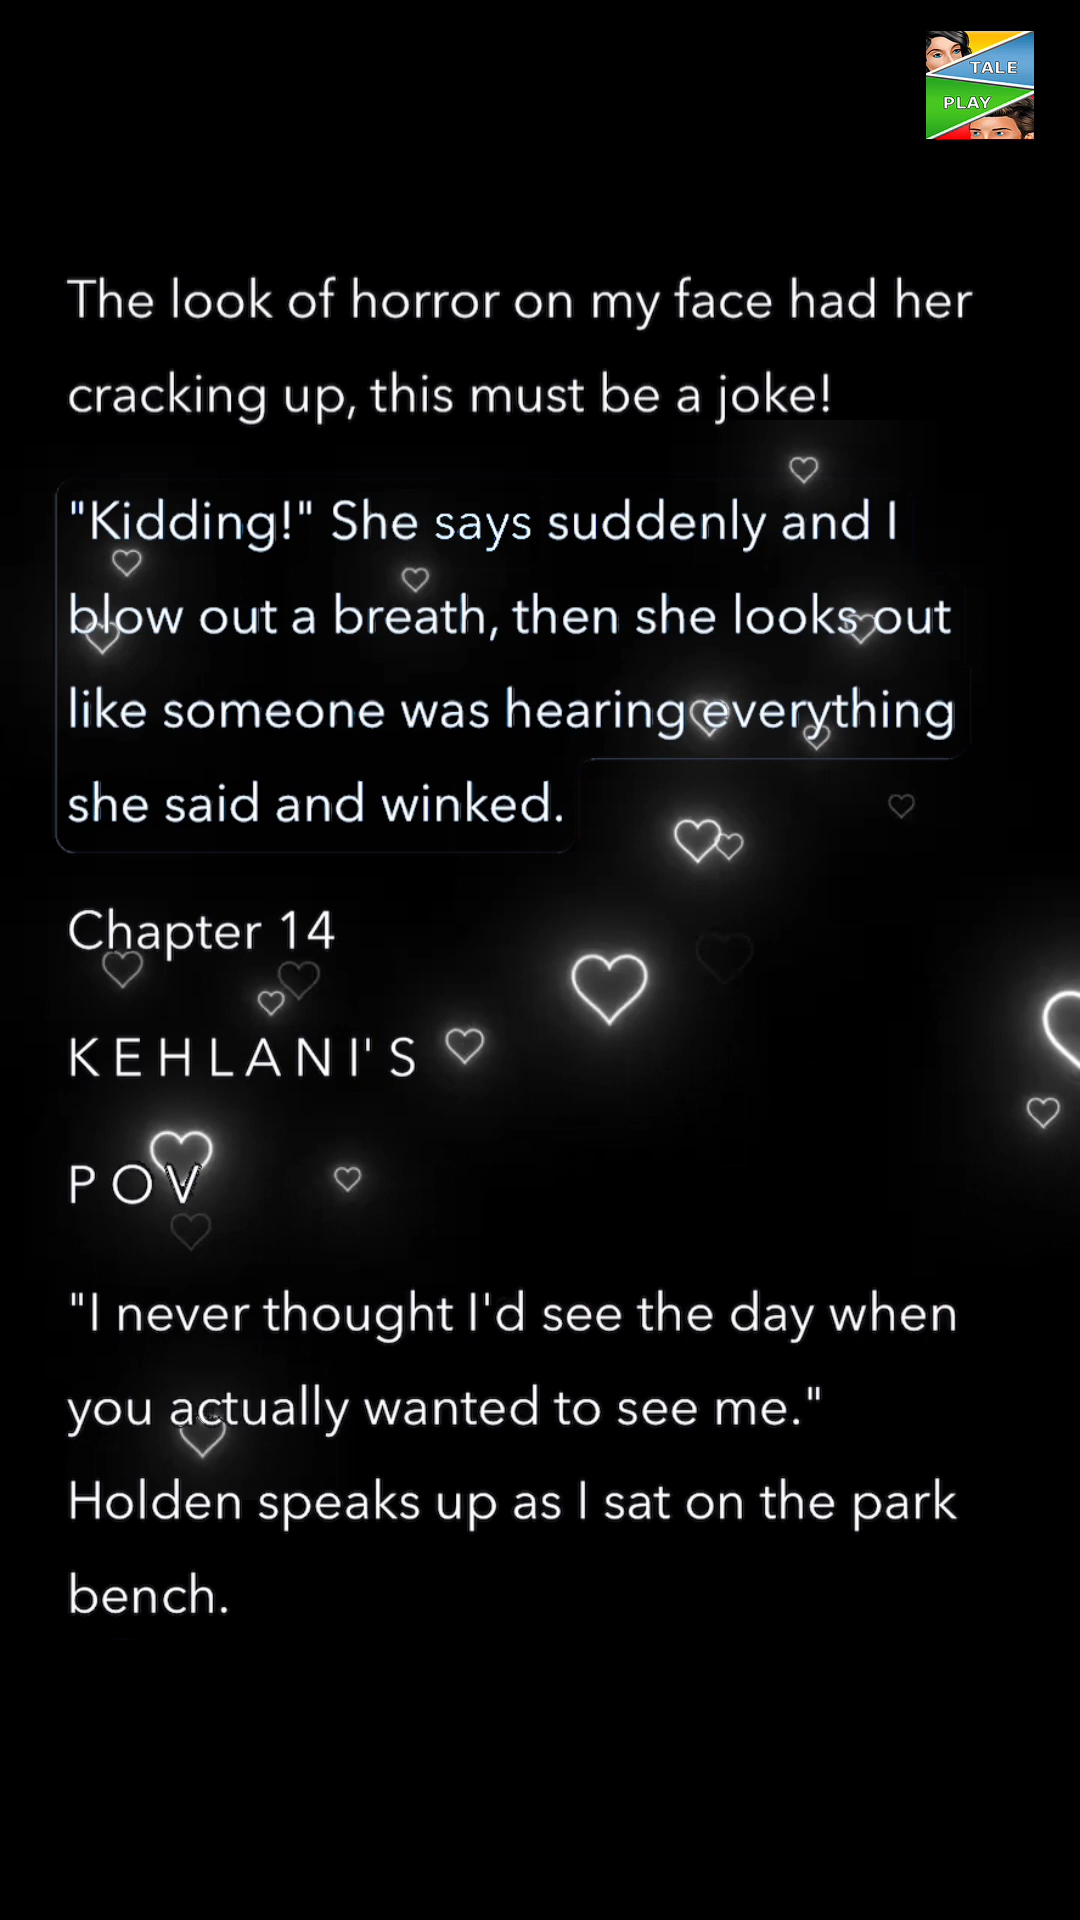 TALE
PLAY
The look of horror on my face had her
cracking up, this must be a joke!
"Kidding!" She says suddenly and I
blow out a breath, then she looks out
like someone was hearing everything
she said and winked.
Chapter 14
K E H L A N I' S
P O V
"I never thought I'd see the day when
you actually wanted to see me."
Holden speaks up as I sat on the park
bench.